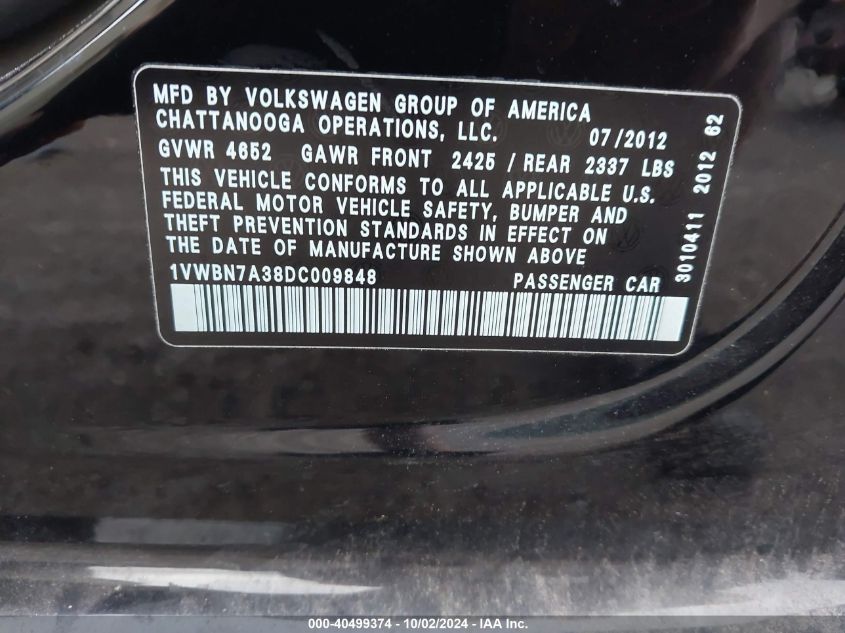 MFD BY VOLKSWAGEN GROUP OF AMERICA
CHATTANOOGA OPERATIONS, LLC. 07/2012
GVWR 4652 GAWR FRONT 2425 / REAR 2337 LBS
THIS VEHICLE CONFORMS TO ALL APPLICABLE U.S.
FEDERAL MOTOR VEHICLE SAFETY, BUMPER AND
THEFT PREVENTION STANDARDS IN EFFECT ON
THE DATE OF MANUFACTURE SHOWN ABOVE
1VWBN7A38DC009848 PASSENGER CAR
3010411 2012 62
000-40499374 - 10/02/2024 - IAA Inc.